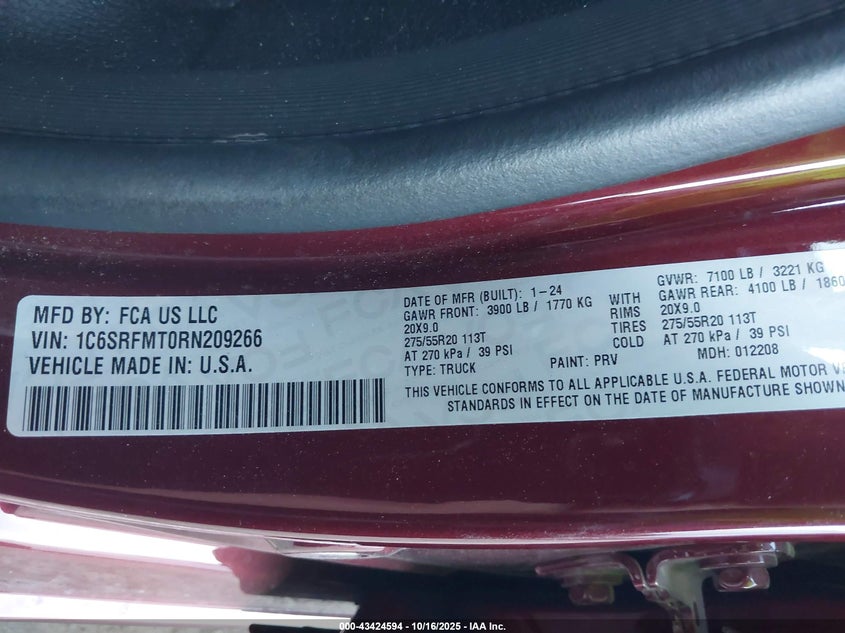 MFD BY: FCA US LLC
VIN: 1C6SRFMT0RN209266
VEHICLE MADE IN: U.S.A.
DATE OF MFR (BUILT): 1-24
GAWR FRONT: 3900 LB / 1770 KG
20X9.0
275/55R20 113T
AT 270 kPa / 39 PSI
TYPE: TRUCK
WITH
RIMS
TIRES
COLD
PAINT: PRV
GVWR: 7100 LB / 3221 KG
GAWR REAR: 4100 LB / 1860
20X9.0
275/55R20 113T
AT 270 kPa / 39 PSI
MDH: 012208
THIS VEHICLE CONFORMS TO ALL APPLICABLE U.S.A. FEDERAL MOTOR
STANDARDS IN EFFECT ON THE DATE OF MANUFACTURE SHOWN
000-43424594 - 10/16/2025 - IAA Inc.